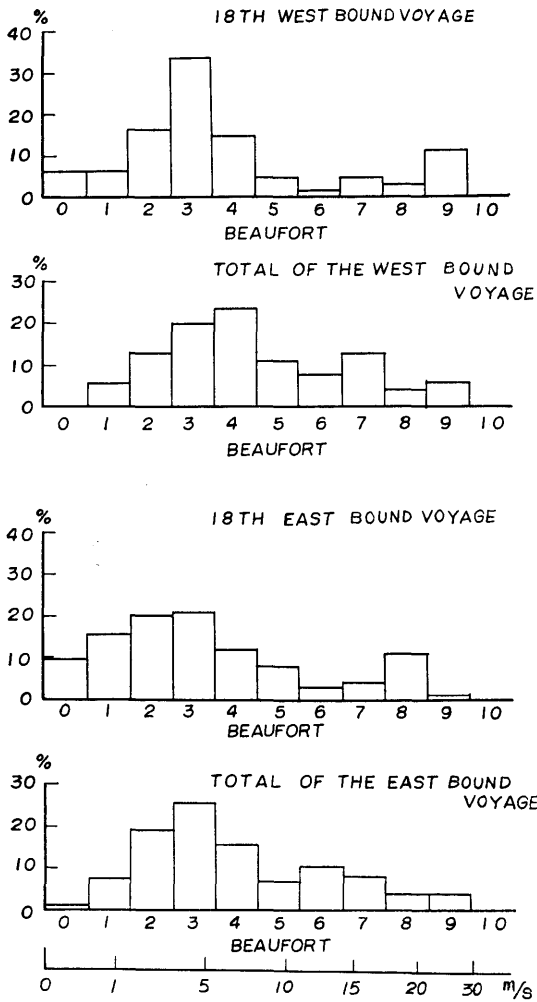 %
18TH WEST BOUND VOYAGE
40
30
20
10
0
0 1 2 3 4 5 6 7 8 9 10
BEAUFORT
%
TOTAL OF THE WEST BOUND
VOYAGE
30
20
10
0
0 1 2 3 4 5 6 7 8 9 10
BEAUFORT
%
18TH EAST BOUND VOYAGE
40
30
20
10
0
0 1 2 3 4 5 6 7 8 9 10
BEAUFORT
%
TOTAL OF THE EAST BOUND
VOYAGE
30
20
10
0
0 1 2 3 4 5 6 7 8 9 10
BEAUFORT
0 1 5 10 15 20 30 m/s